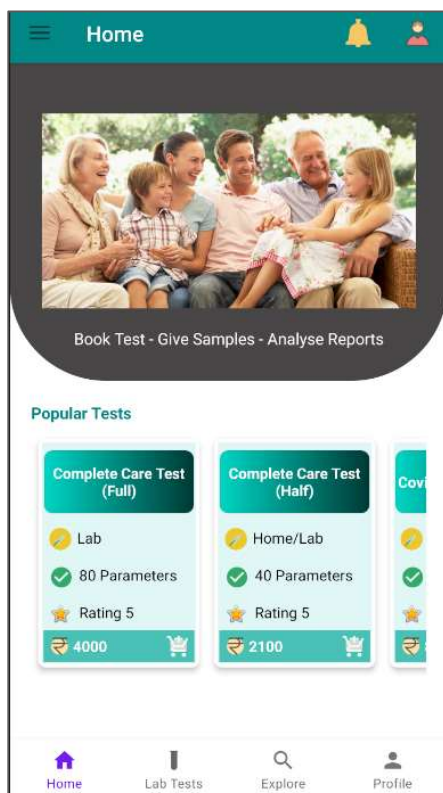 Home
Book Test - Give Samples - Analyse Reports
Popular Tests
Complete Care Test
(Full)
Lab
80 Parameters
Rating 5
4000
Complete Care Test
(Half)
Home/Lab
40 Parameters
Rating 5
2100
Covi
Home
Lab Tests
Explore
Profile